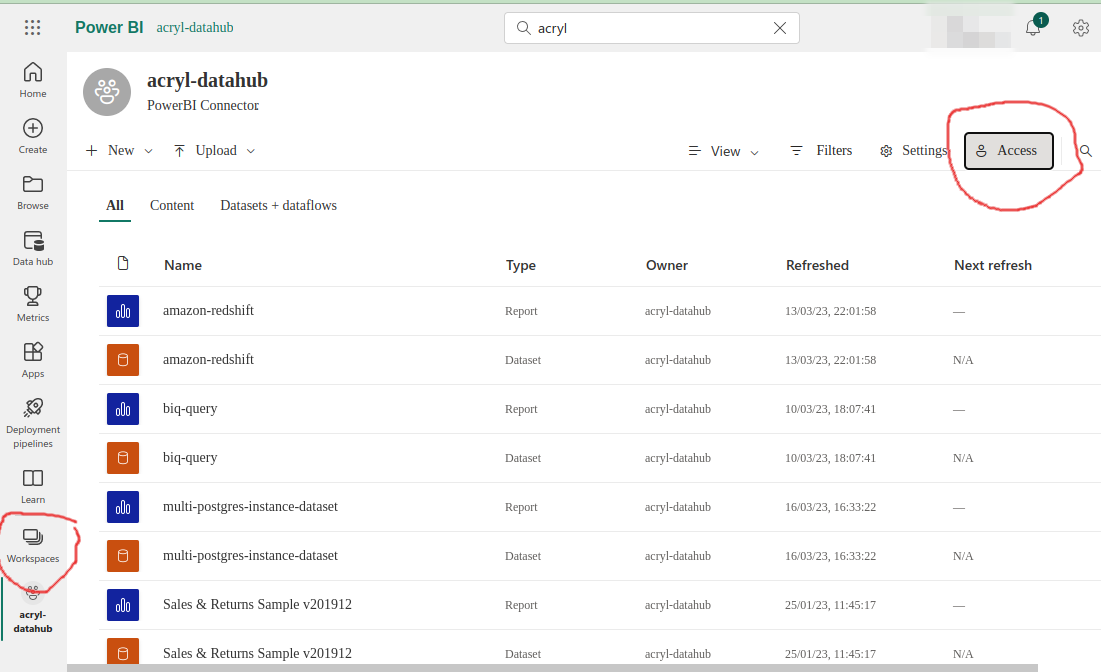 Power BI acryl-datahub acryl 1
acryl-datahub
PowerBI Connector
Home
Create
Browse
Data hub
Metrics
Apps
Deployment
pipelines
Learn
Workspaces
acryl-
datahub
New Upload View Filters Settings Access
All Content Datasets + dataflows
Name Type Owner Refreshed Next refresh
amazon-redshift Report acryl-datahub 13/03/23, 22:01:58 —
amazon-redshift Dataset acryl-datahub 13/03/23, 22:01:58 N/A
biq-query Report acryl-datahub 10/03/23, 18:07:41 —
biq-query Dataset acryl-datahub 10/03/23, 18:07:41 N/A
multi-postgres-instance-dataset Report acryl-datahub 16/03/23, 16:33:22 —
multi-postgres-instance-dataset Dataset acryl-datahub 16/03/23, 16:33:22 N/A
Sales & Returns Sample v201912 Report acryl-datahub 25/01/23, 11:45:17 —
Sales & Returns Sample v201912 Dataset acryl-datahub 25/01/23, 11:45:17 N/A